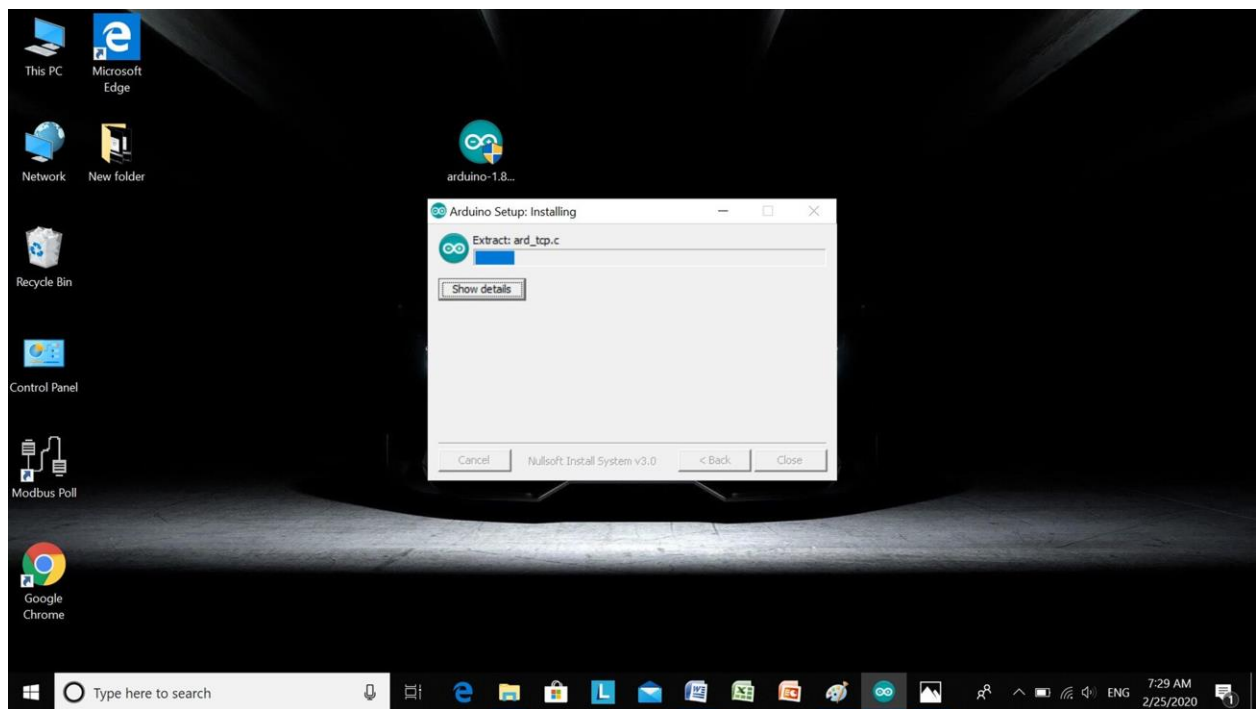 This PC
Microsoft
Edge
Network
New folder
arduino-1.8...
Arduino Setup: Installing
Extract: ard_tcp.c
Show details
Recycle Bin
Control Panel
Modbus Poll
Cancel
Nullsoft Install System v3.0
< Back
Close
Google
Chrome
Type here to search
L
ENG
7:29 AM
2/25/2020
1